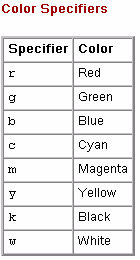 Color Specifiers
Specifier Color
r Red
g Green
b Blue
c Cyan
m Magenta
y Yellow
k Black
w White